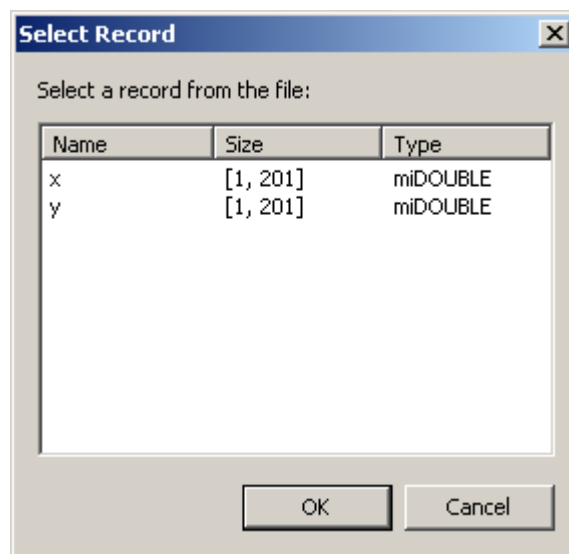 Select Record
Select a record from the file:
Name Size Type
x [1, 201] miDOUBLE
y [1, 201] miDOUBLE
OK Cancel